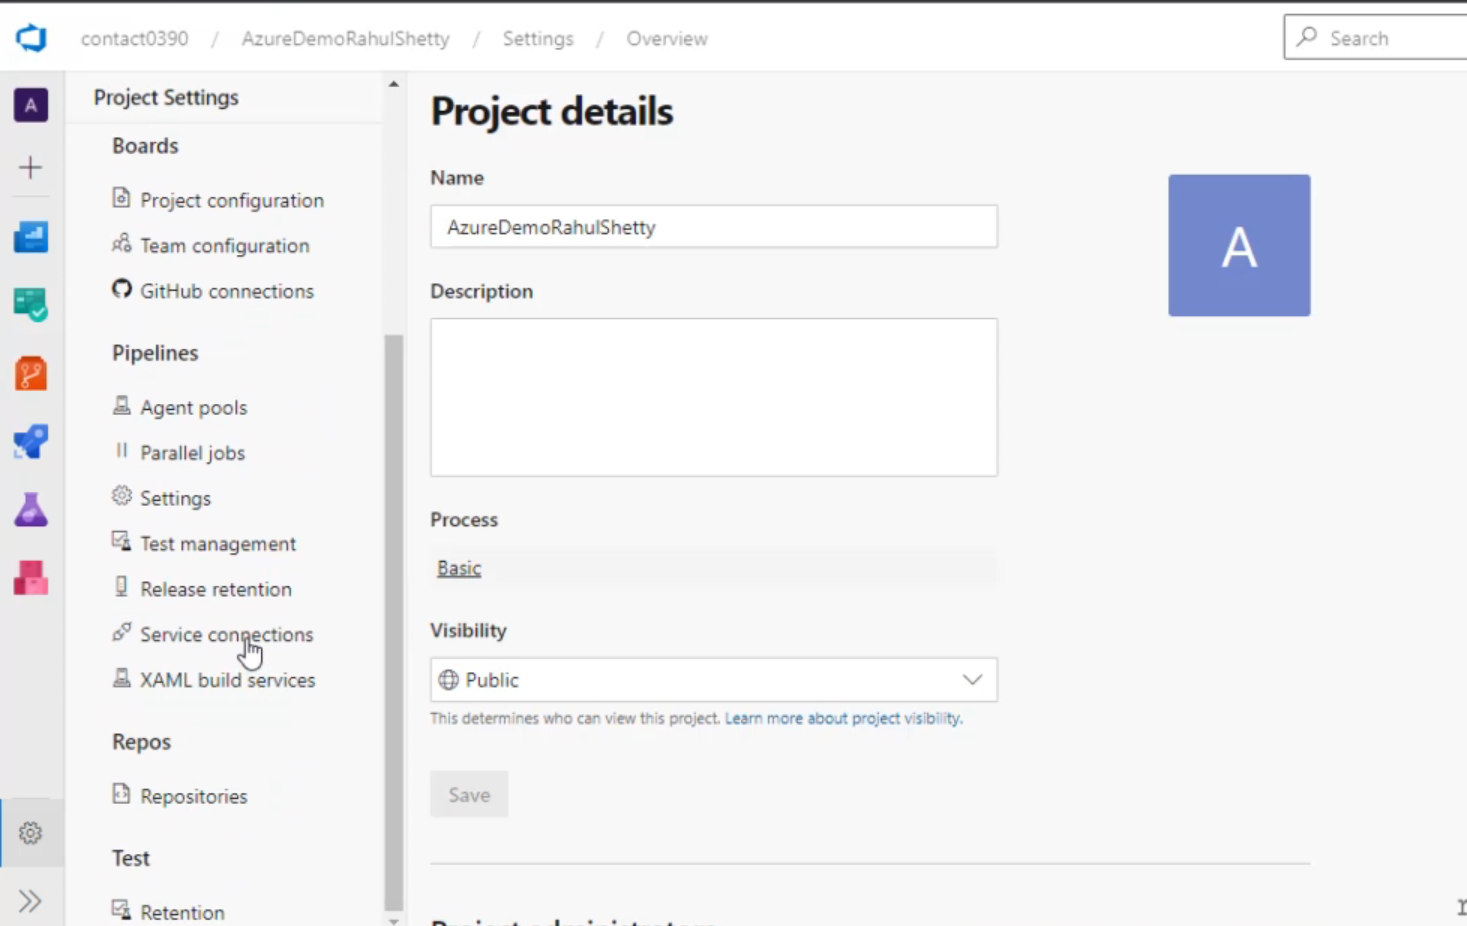 contact0390 / AzureDemoRahulShetty / Settings / Overview
Search
A
Project Settings
Boards
Project configuration
Team configuration
GitHub connections
Pipelines
Agent pools
Parallel jobs
Settings
Test management
Release retention
Service connections
XAML build services
Repos
Repositories
Test
Retention
Project details
Name
AzureDemoRahulShetty
Description
Process
Basic
Visibility
Public
This determines who can view this project. Learn more about project visibility.
Save
A
Project administrators